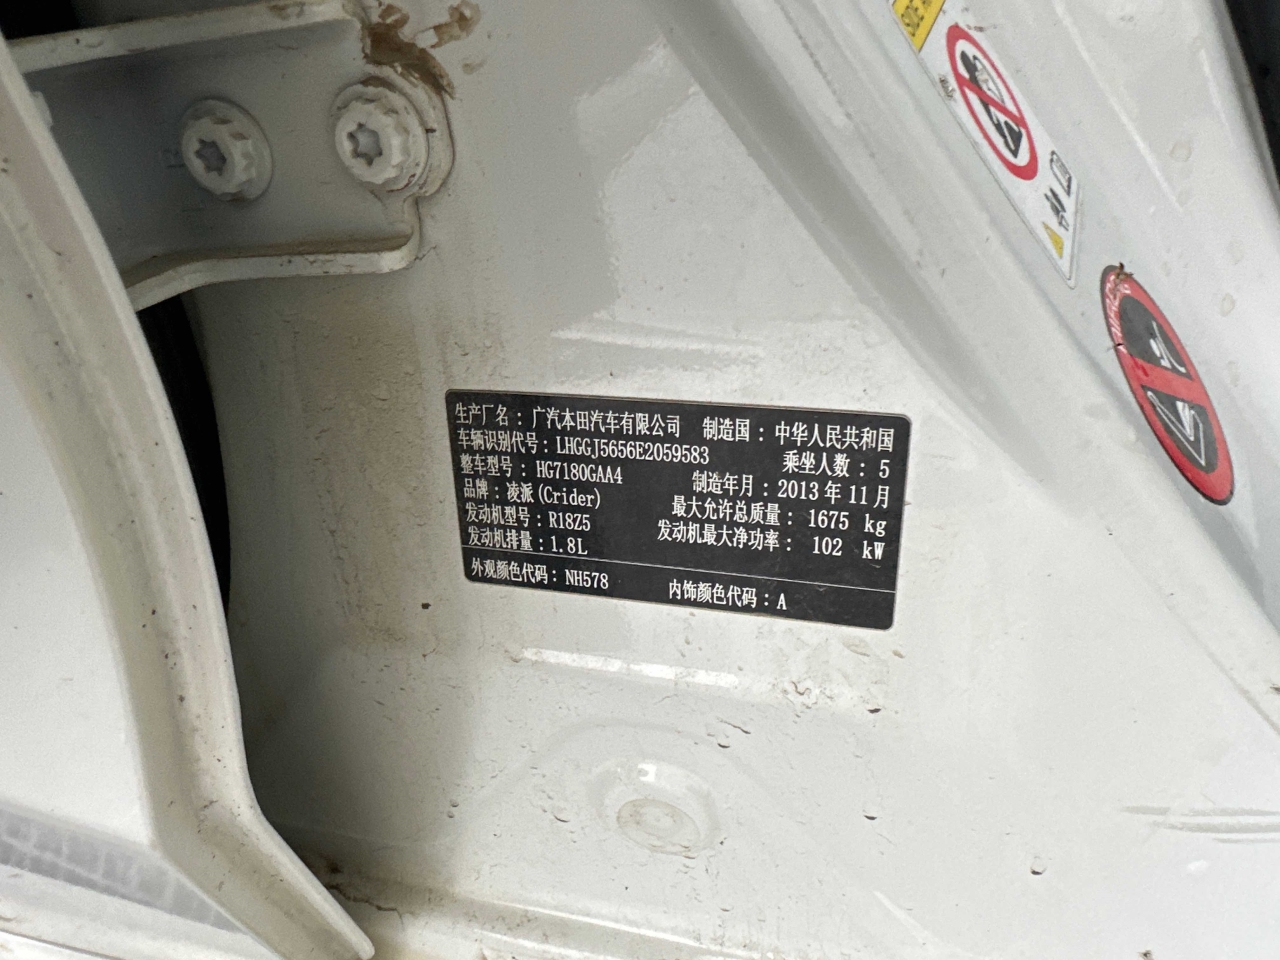 生产厂名：广汽本田汽车有限公司 制造国：中华人民共和国
车辆识别代号：LHGGJ5656E2059583 乘坐人数：5
整车型号：HG7180GAA4 制造年月：2013年11月
品牌：凌派(Crider) 最大允许总质量：1675 kg
发动机型号：R18Z5 发动机最大净功率：102 kW
发动机排量：1.8L
外观颜色代码：NH578 内饰颜色代码：A